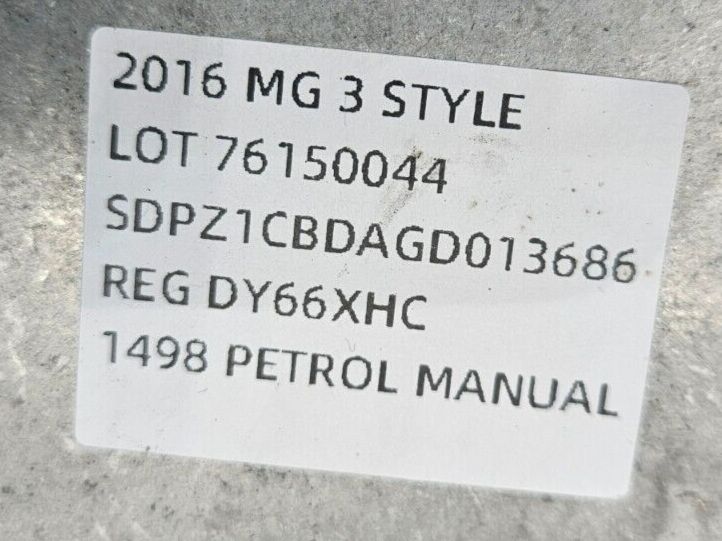 2016 MG 3 STYLE
LOT 76150044
SDPZ1CBDAGD013686
REG DY66XHC
1498 PETROL MANUAL